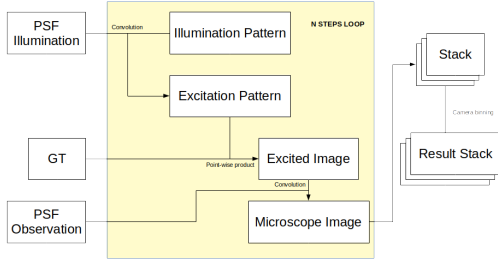 PSF
Illumination
Convolution
Illumination Pattern
N STEPS LOOP
Stack
Excitation Pattern
Camera binning
GT
Point-wise product
Excited Image
Result Stack
Convolution
PSF
Observation
Microscope Image